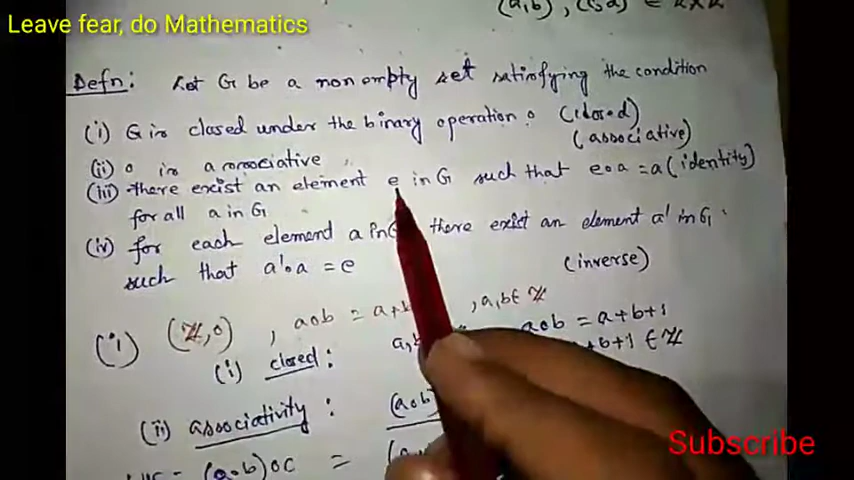 Leave fear, do Mathematics
(a,b), (c,d) ∈
Defn: Let G be a nonempty set satisfying the condition
(i) G is closed under the binary operation o (closed)
(ii) o is a associative (associative)
(iii) there exist an element e in G such that eoa = a (identity)
for all a in G
(iv) for each element a in G there exist an element a' in G
such that a'oa = e (inverse)
(i) (ℤ,o), aob = a+b , a,b ∈ ℤ
(i) closed: a,b aob = a+b+1
+b+1 ∈ ℤ
(ii) associativity: (aob)
(aob)oc =
Subscribe